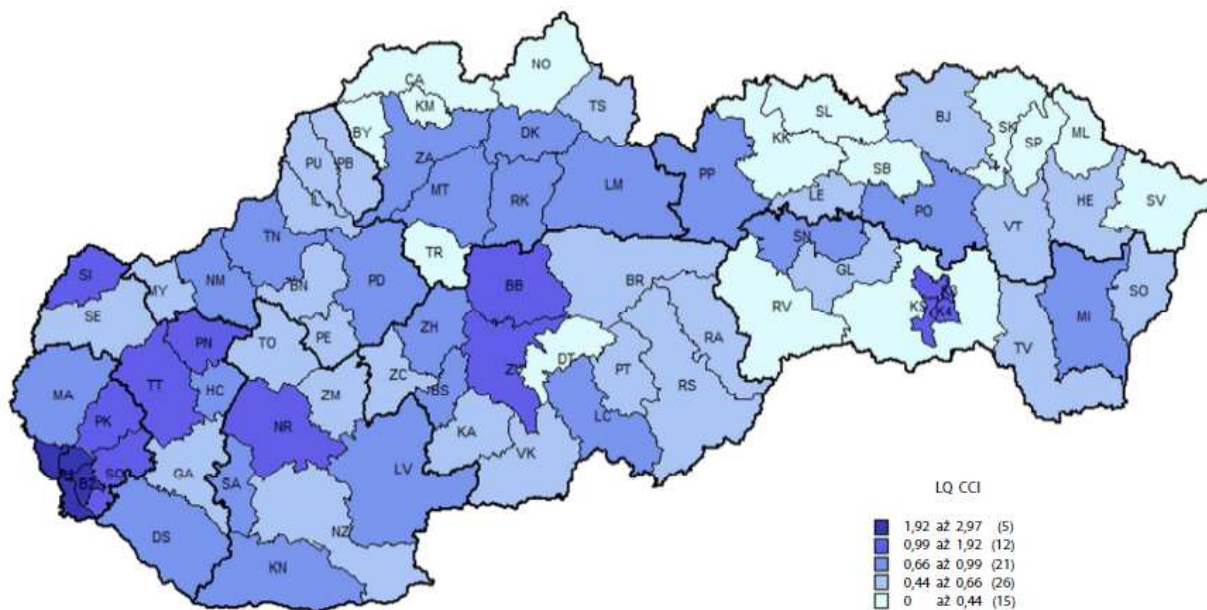 NO
CA
KM
TS
BY
DK
BJ
SL
SK
SP
ML
KK
PU
PB
ZA
SB
MT
RK
LM
PP
HE
SV
IL
LE
PO
VT
TN
TR
SN
SI
MY
NM
BN
PD
BB
BR
GL
RV
SO
MI
SE
PN
TO
PE
ZH
RA
TV
TT
HC
ZM
ZC
BS
DT
PT
RS
MA
PK
NR
LC
KA
VK
GA
SA
LV
DS
NZ
KN
LQ CCI
1,92 až 2,97 (5)
0,99 až 1,92 (12)
0,66 až 0,99 (21)
0,44 až 0,66 (26)
0 až 0,44 (15)